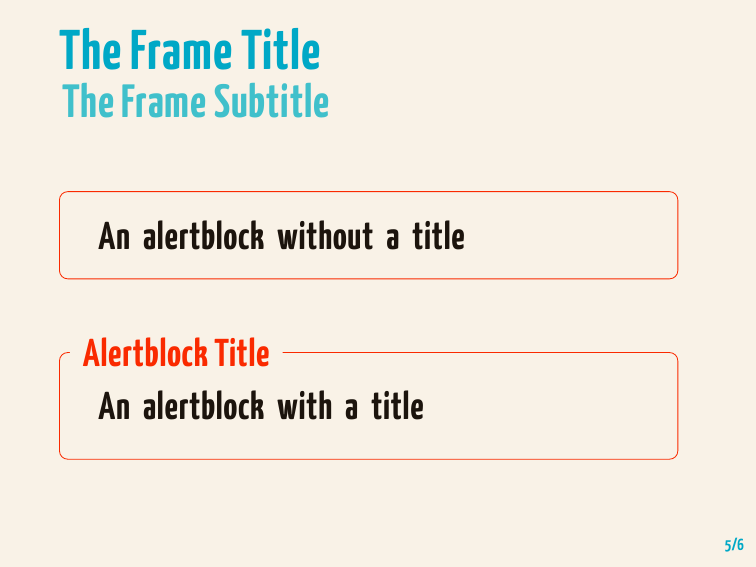 The Frame Title
The Frame Subtitle
An alertblock without a title
Alertblock Title
An alertblock with a title
5/6